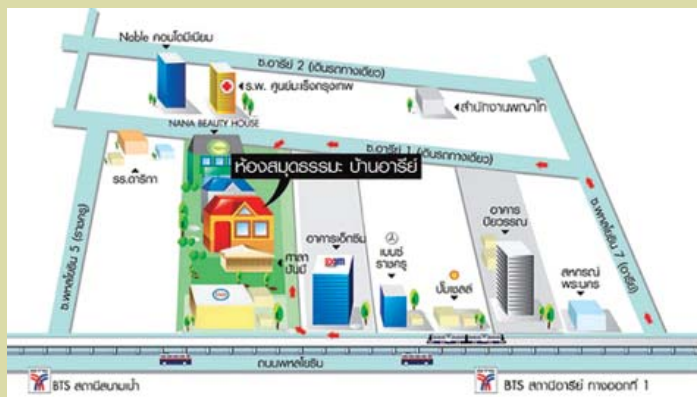 Noble คอนโดมิเนียม
ซ.อารีย์ 2 (เดินรถทางเดียว)
ร.พ. ศูนย์มะเร็งกรุงเทพ
สำนักงานพญาไท
NANA BEAUTY HOUSE
ซ.อารีย์ 1 (เดินรถทางเดียว)
รร.ดาริกา
ห้องสมุดธรรมะ บ้านอารีย์
ซ.พหลโยธิน 5 (ราชครู)
ศาลา
ปันมี
อาคารเอ็กซิม
EXIM
เบนซ์
ราชครู
ปั๊มเชลล์
อาคาร
ปิยวรรณ
สหกรณ์
พระนคร
ซ.พหลโยธิน 7 (อารีย์)
ถนนพหลโยธิน
BTS สถานีสนามเป้า
BTS สถานีอารีย์ ทางออกที่ 1